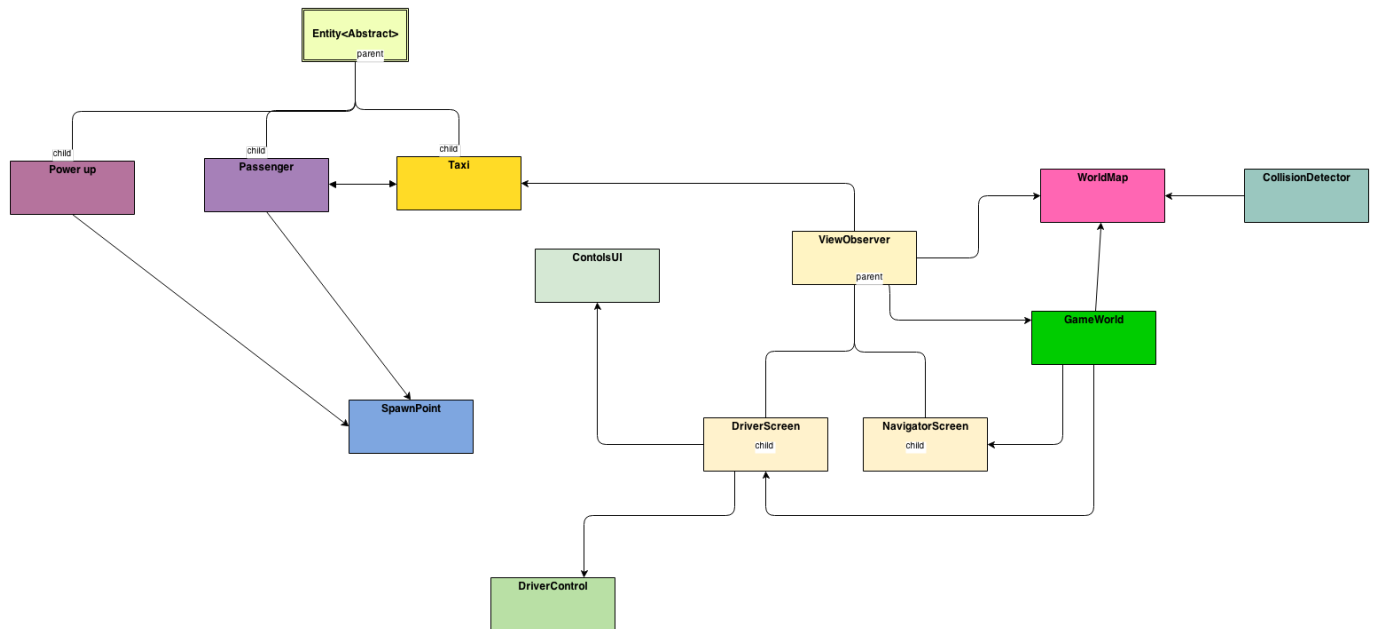 Entity<Abstract>
parent
child
child
child
Power up
Passenger
Taxi
WorldMap
CollisionDetector
ViewObserver
parent
ContolsUI
GameWorld
SpawnPoint
DriverScreen
child
NavigatorScreen
child
DriverControl